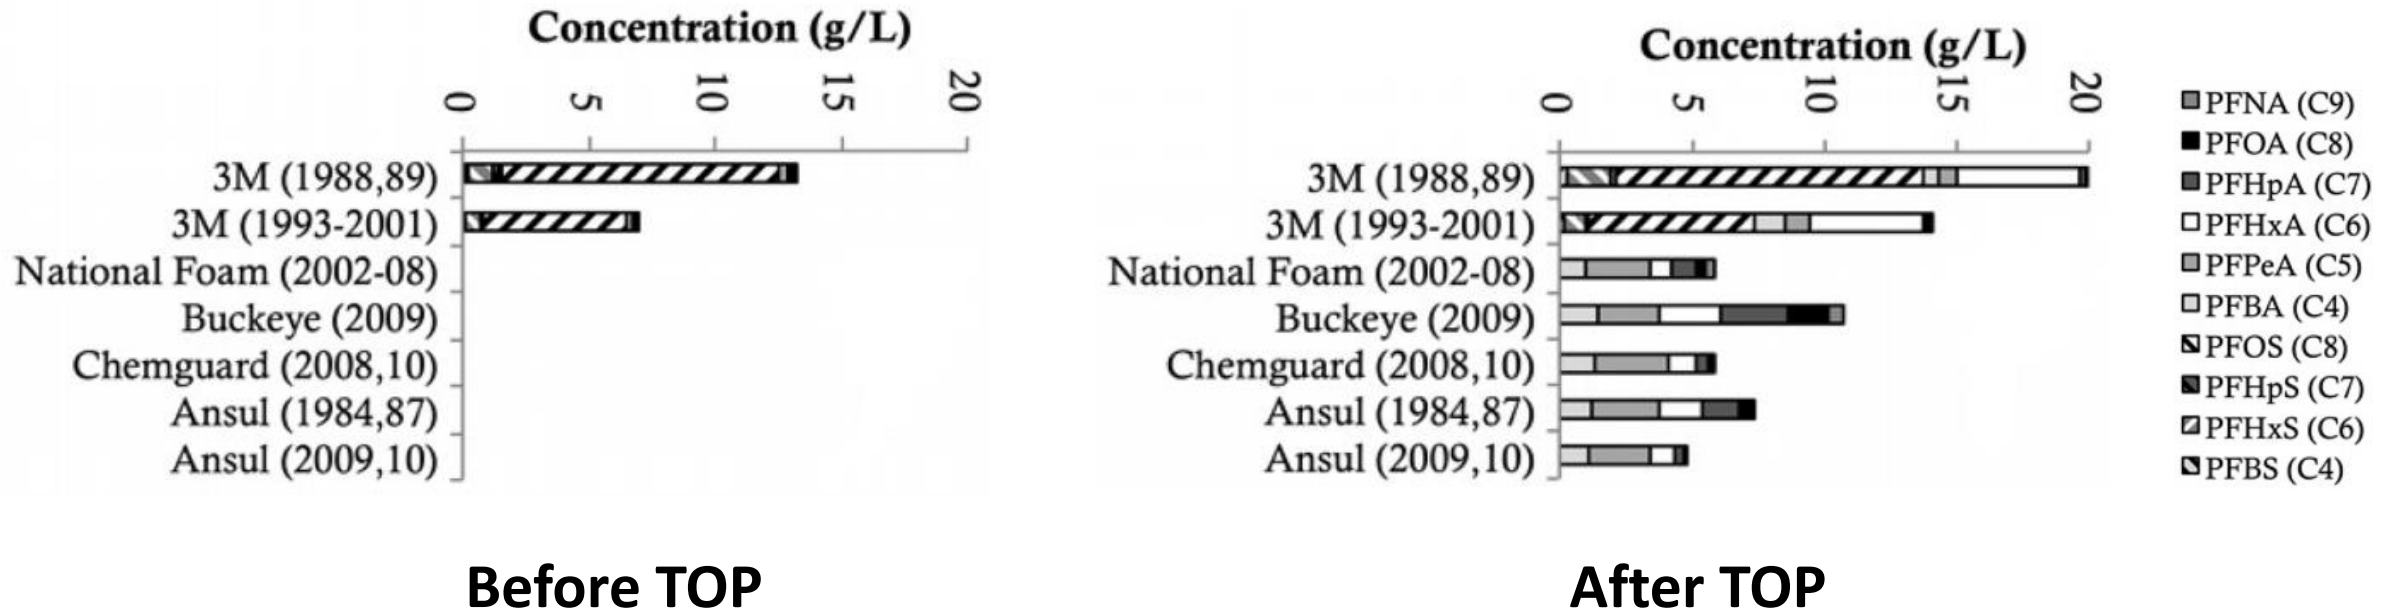 Concentration (g/L)
0 5 10 15 20
3M (1988,89)
3M (1993-2001)
National Foam (2002-08)
Buckeye (2009)
Chemguard (2008,10)
Ansul (1984,87)
Ansul (2009,10)
Before TOP
Concentration (g/L)
0 5 10 15 20
3M (1988,89)
3M (1993-2001)
National Foam (2002-08)
Buckeye (2009)
Chemguard (2008,10)
Ansul (1984,87)
Ansul (2009,10)
After TOP
PFNA (C9)
PFOA (C8)
PFHpA (C7)
PFHxA (C6)
PFPeA (C5)
PFBA (C4)
PFOS (C8)
PFHpS (C7)
PFHxS (C6)
PFBS (C4)